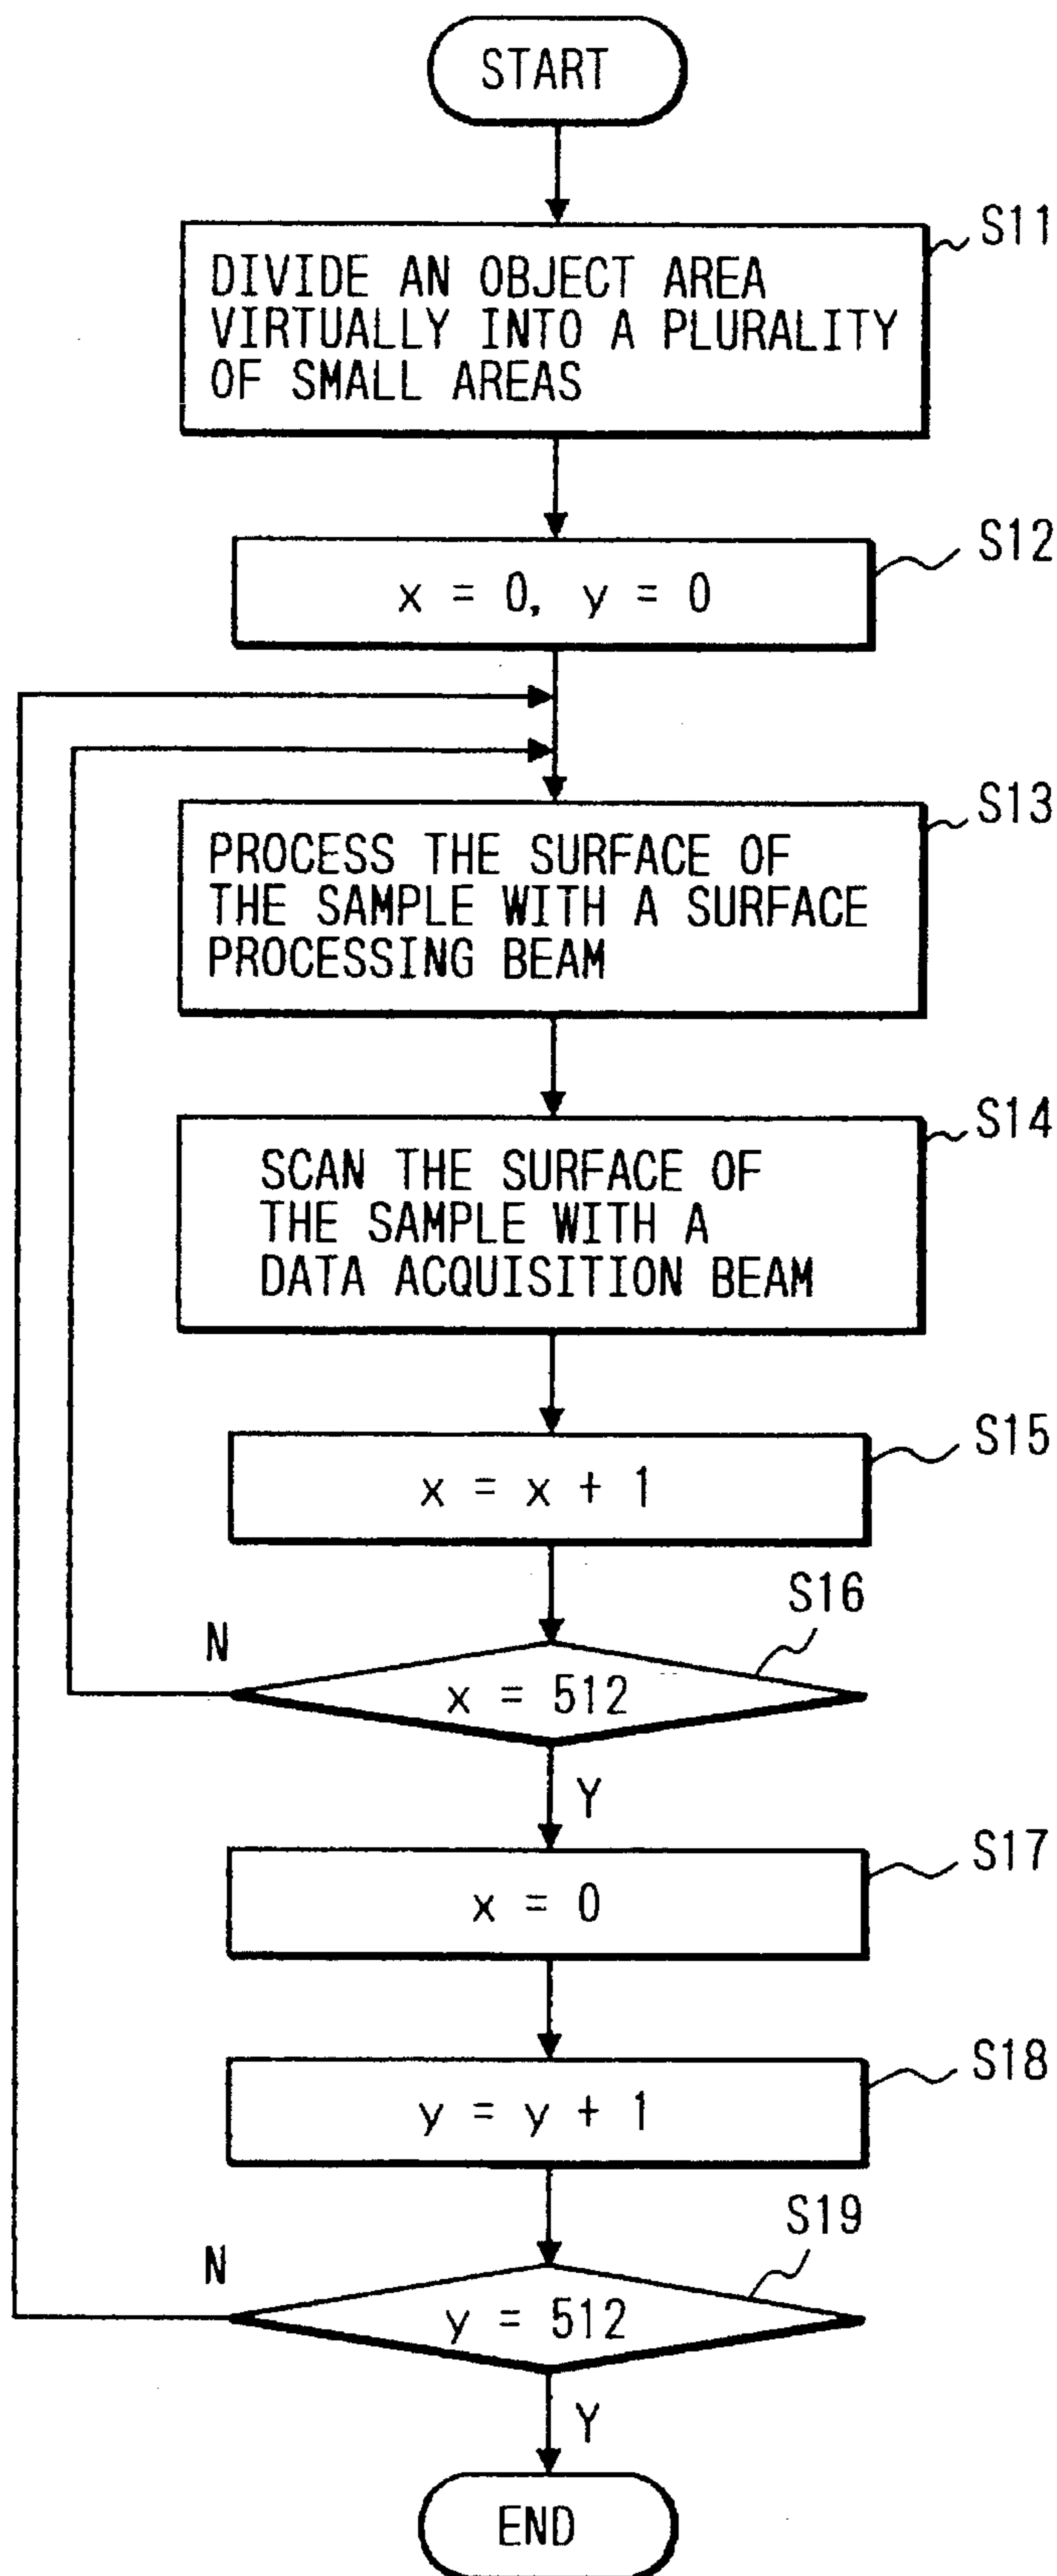 START
S11
DIVIDE AN OBJECT AREA
VIRTUALLY INTO A PLURALITY
OF SMALL AREAS
S12
x = 0, y = 0
S13
PROCESS THE SURFACE OF
THE SAMPLE WITH A SURFACE
PROCESSING BEAM
S14
SCAN THE SURFACE OF
THE SAMPLE WITH A
DATA ACQUISITION BEAM
S15
x = x + 1
S16
N
x = 512
Y
S17
x = 0
S18
y = y + 1
S19
N
y = 512
Y
END